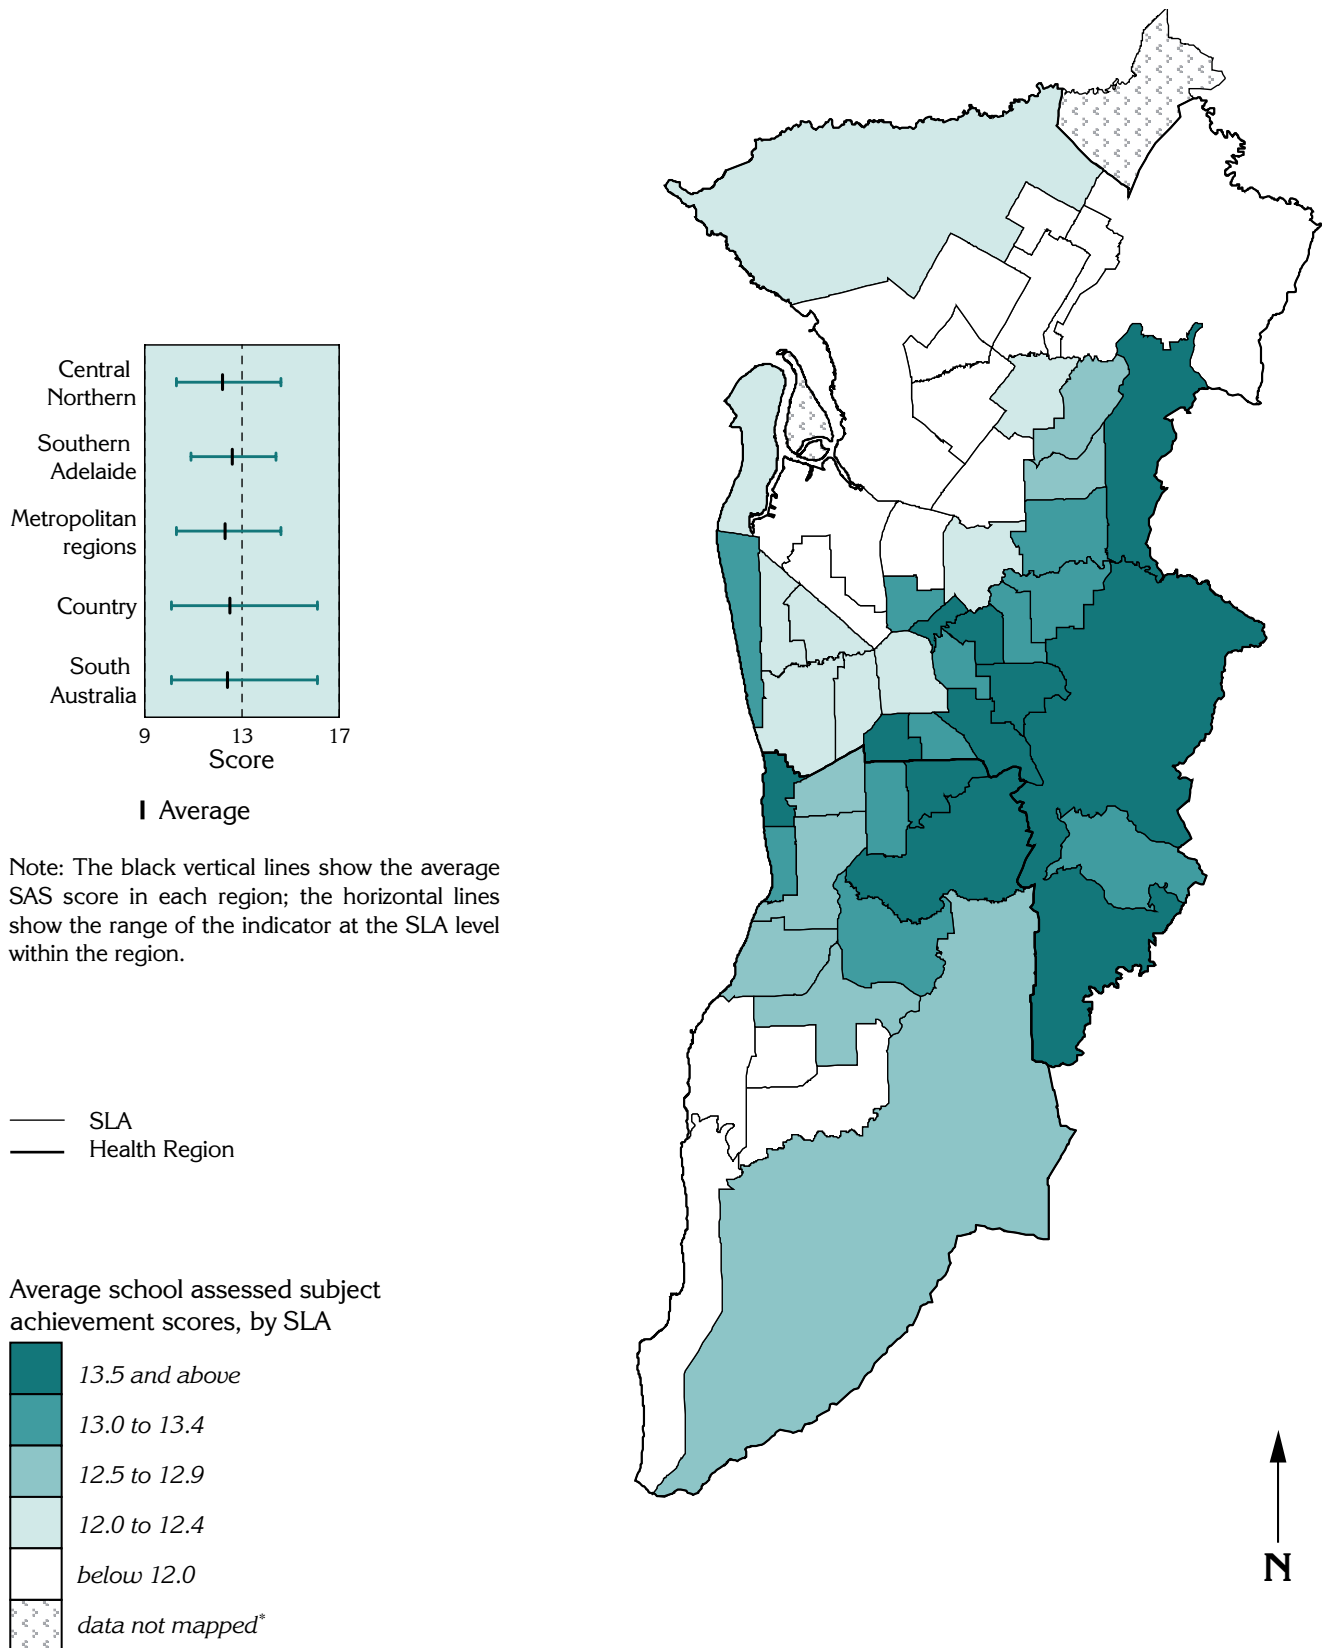 Central
Northern
Southern
Adelaide
Metropolitan
regions
Country
South
Australia
9 13 17
Score
Average
Note: The black vertical lines show the average
SAS score in each region; the horizontal lines
show the range of the indicator at the SLA level
within the region.
SLA
Health Region
Average school assessed subject
achievement scores, by SLA
13.5 and above
13.0 to 13.4
12.5 to 12.9
12.0 to 12.4
below 12.0
data not mapped*
N